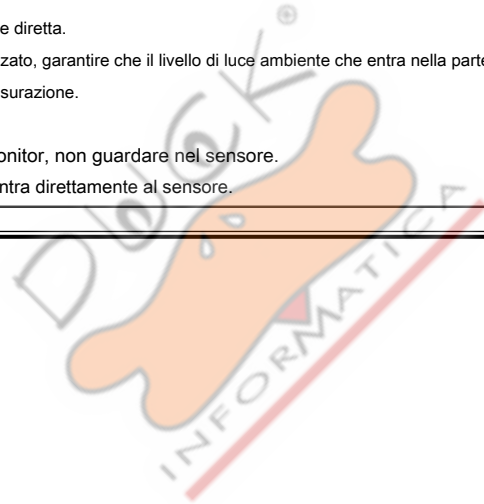 e diretta.
zato, garantire che il livello di luce ambiente che entra nella parte
surazione.
onitor, non guardare nel sensore.
ntra direttamente al sensore.
DWCK ®
INFORMATICA